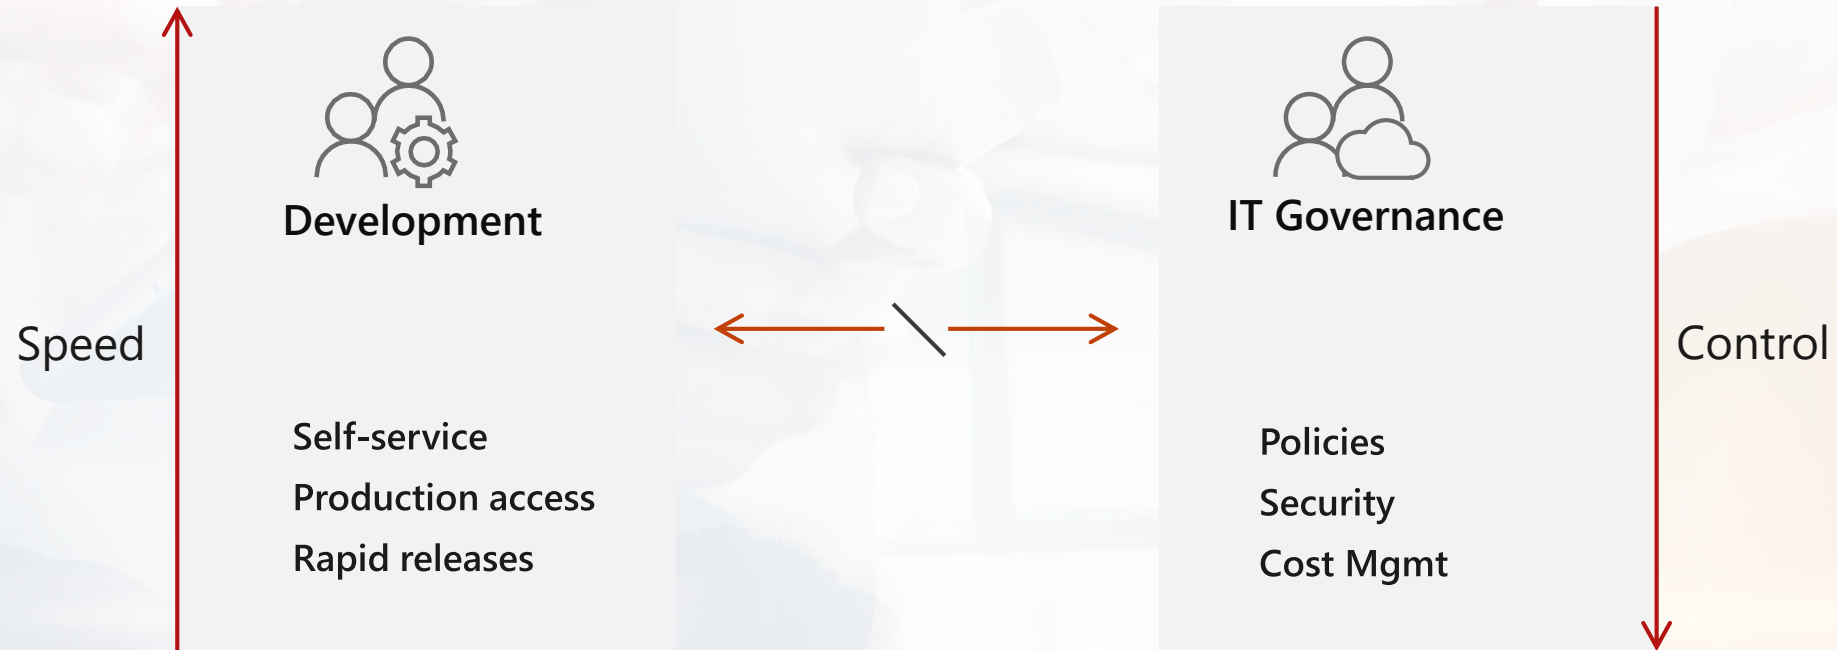 Development
IT Governance
Speed
Control
Self-service
Production access
Rapid releases
Policies
Security
Cost Mgmt